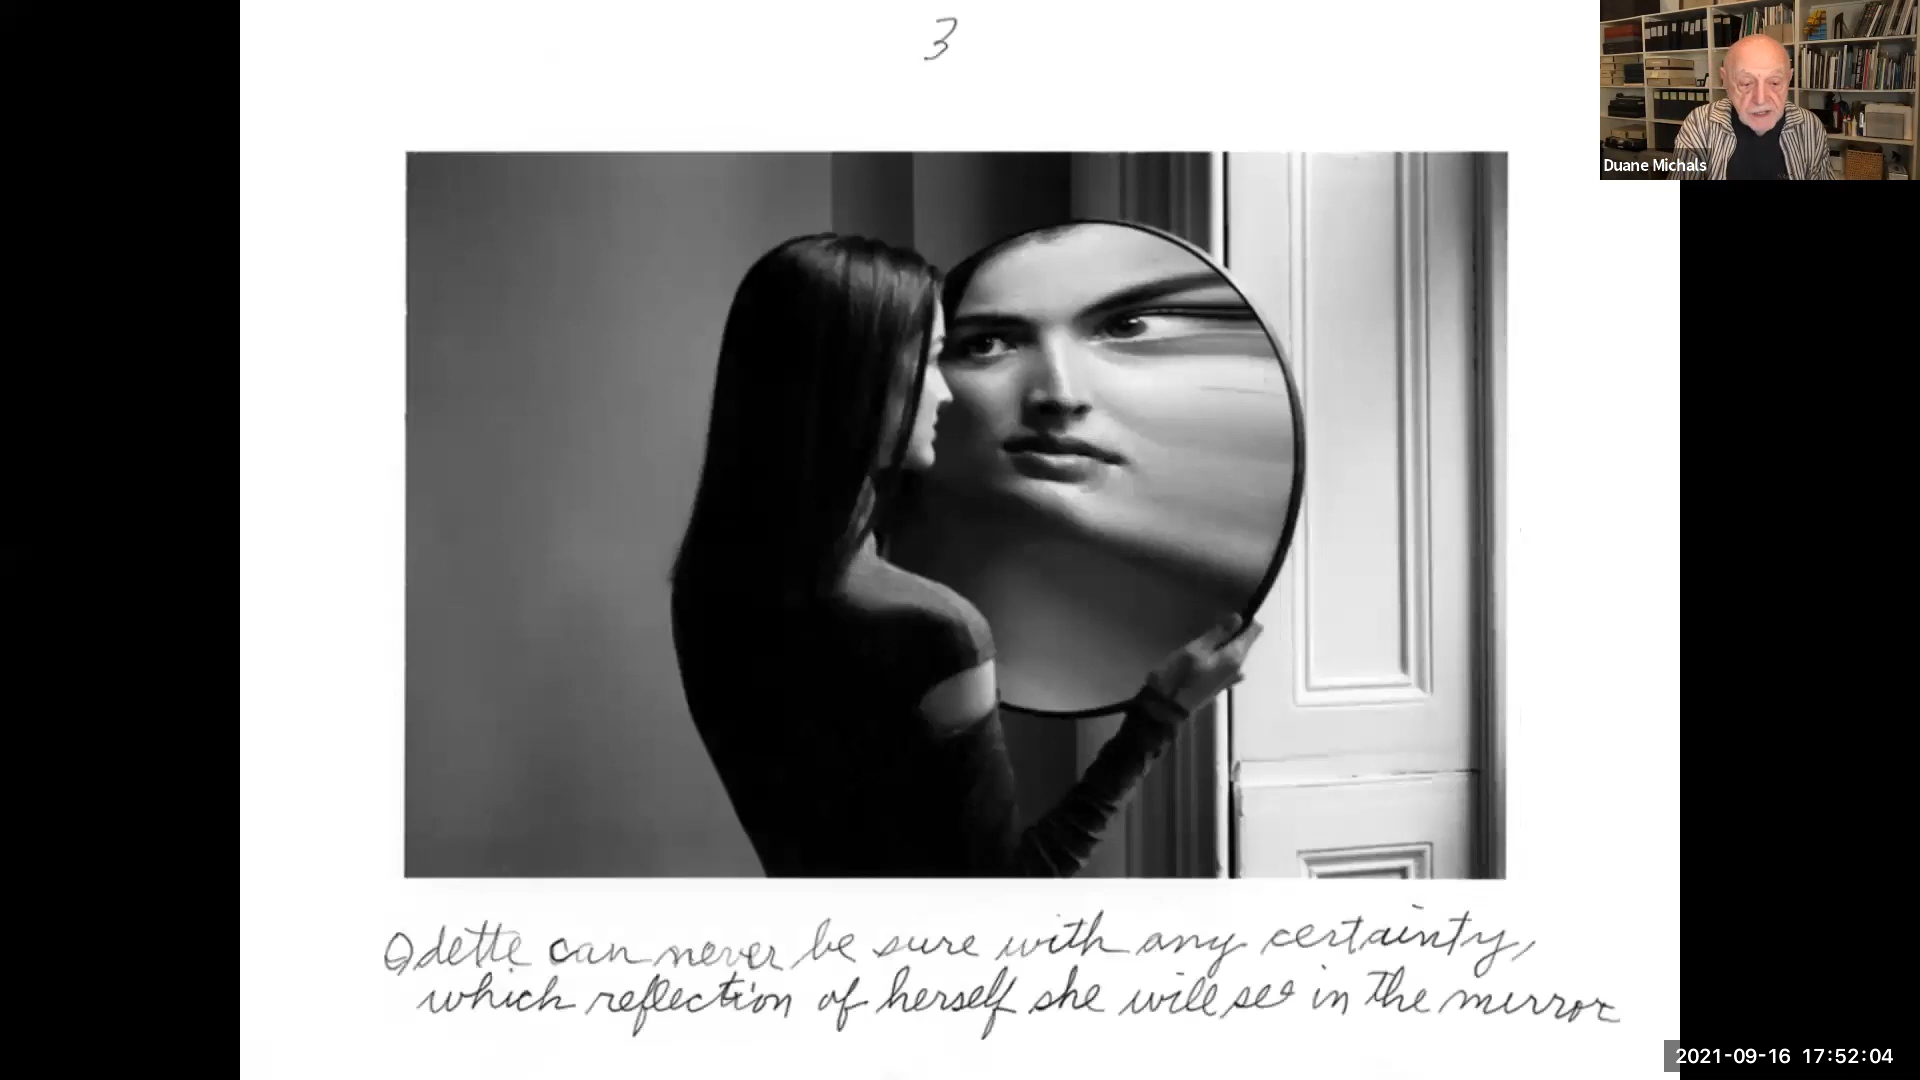 3
Duane Michals
Odette can never be sure with any certainty,
which reflection of herself she will see in the mirror
2021-09-16 17:52:04